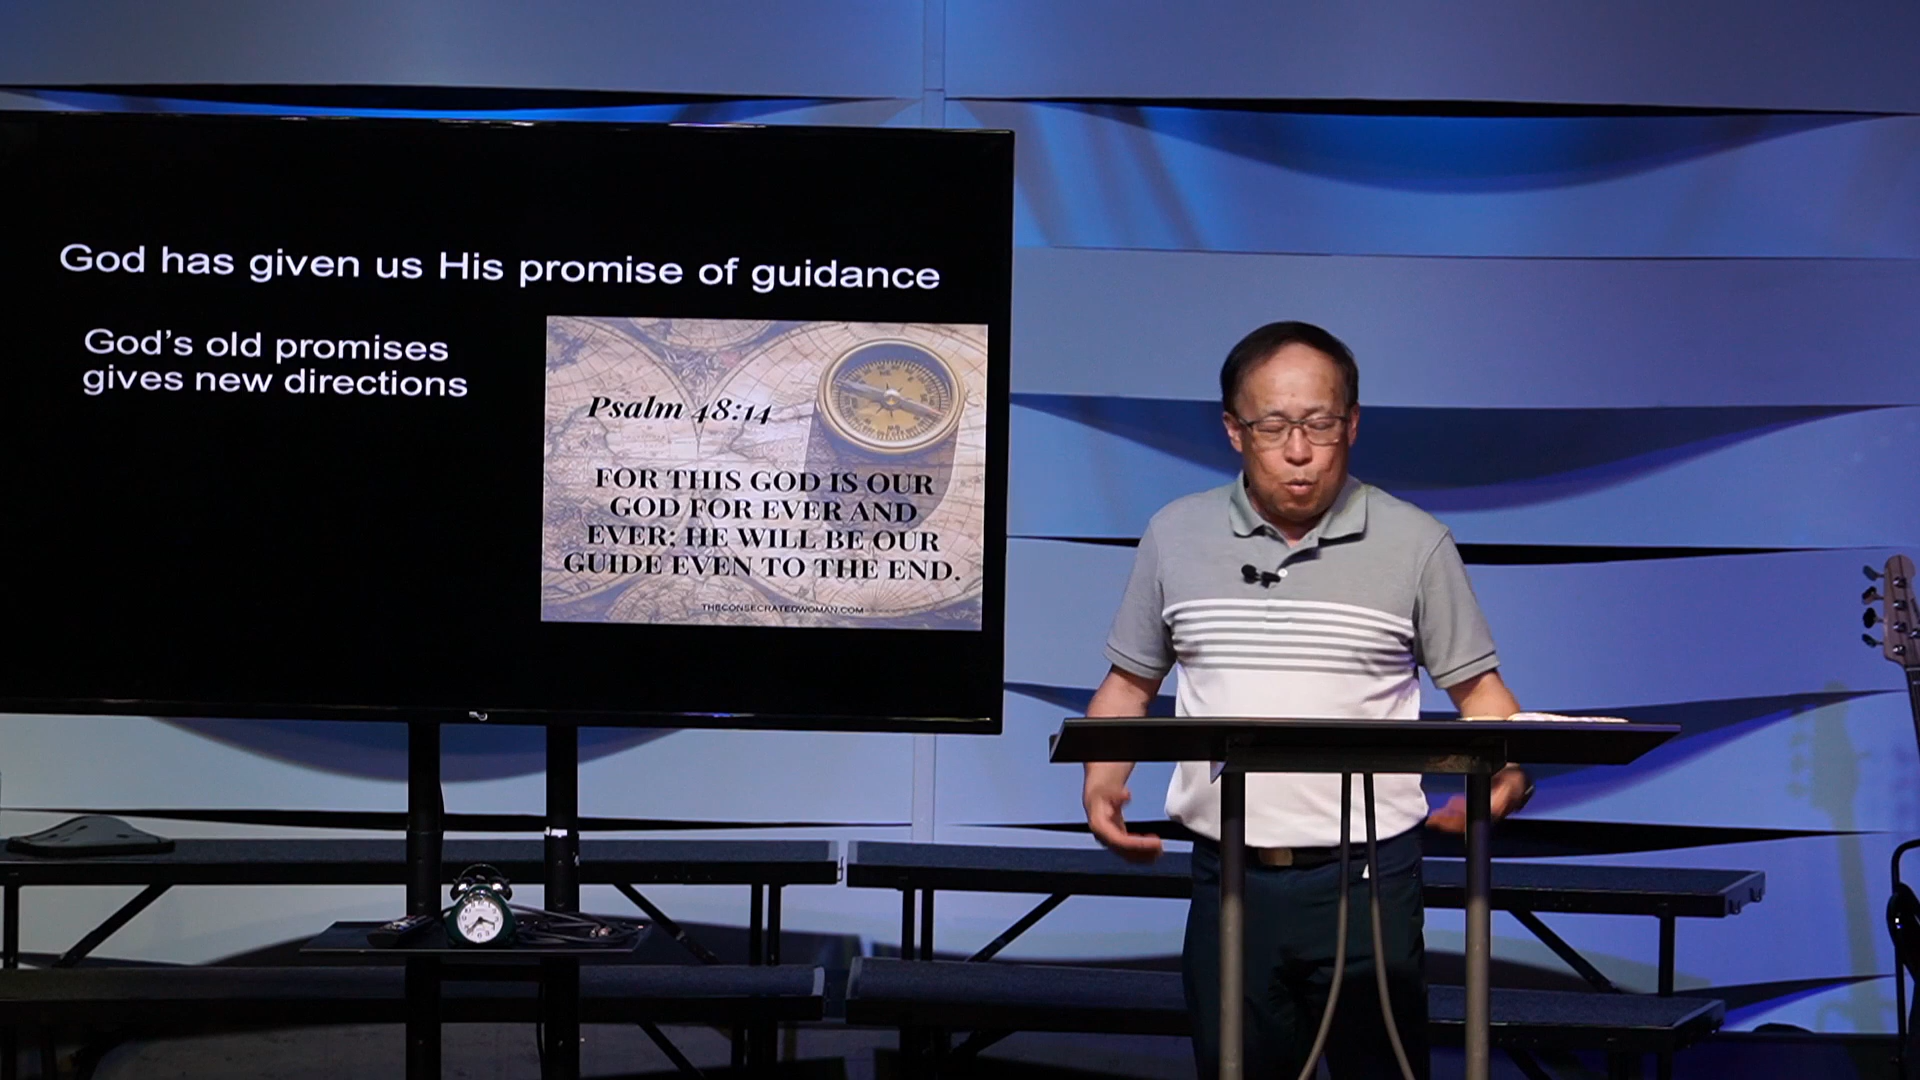 God has given us His promise of guidance
God's old promises
gives new directions
Psalm 48:14
FOR THIS GOD IS OUR
GOD FOR EVER AND
EVER: HE WILL BE OUR
GUIDE EVEN TO THE END.
THECONSECRATEDWOMAN.COM